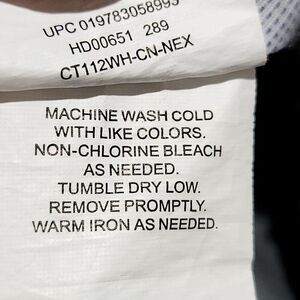 UPC 019783058993
HD00651 289
CT112WH-CN-NEX
MACHINE WASH COLD
WITH LIKE COLORS.
NON-CHLORINE BLEACH
AS NEEDED.
TUMBLE DRY LOW.
REMOVE PROMPTLY.
WARM IRON AS NEEDED.